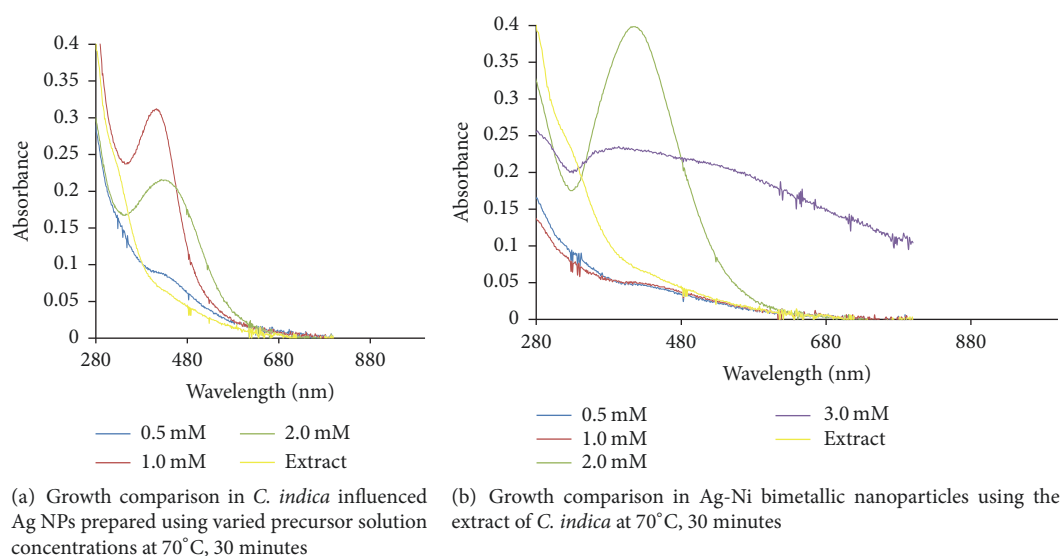 0.4
0.35
0.3
0.25
0.2
0.15
0.1
0.05
0
Absorbance
280 480 680 880
Wavelength (nm)
0.5 mM 2.0 mM
1.0 mM Extract
(a) Growth comparison in C. indica influenced
Ag NPs prepared using varied precursor solution
concentrations at 70°C, 30 minutes
0.4
0.35
0.3
0.25
0.2
0.15
0.1
0.05
0
Absorbance
280 480 680 880
Wavelength (nm)
0.5 mM 3.0 mM
1.0 mM Extract
2.0 mM
(b) Growth comparison in Ag-Ni bimetallic nanoparticles using the
extract of C. indica at 70°C, 30 minutes